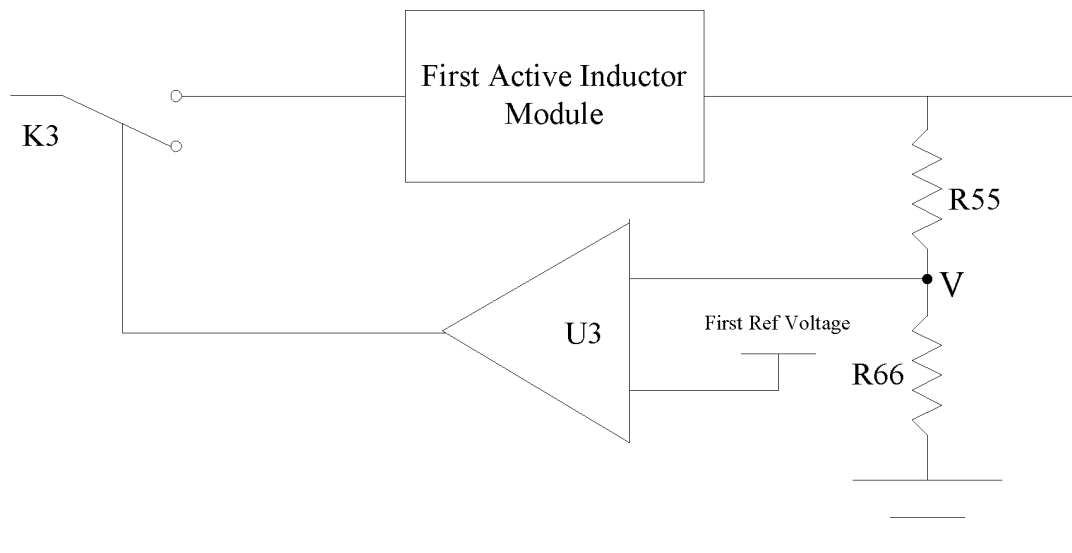 First Active Inductor
Module
K3
R55
V
First Ref Voltage
U3
R66